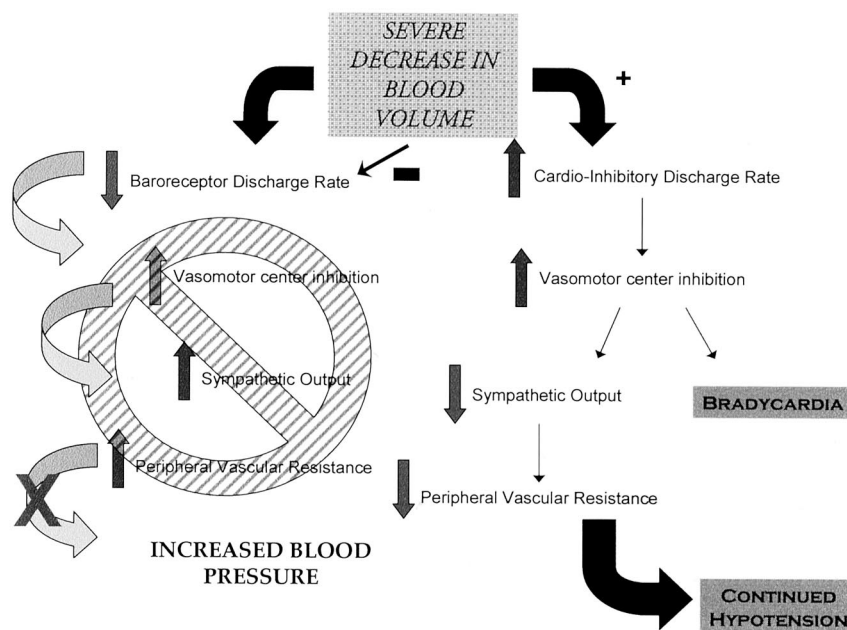 SEVERE
DECREASE IN
BLOOD
VOLUME
+
Baroreceptor Discharge Rate
Vasomotor center inhibition
Sympathetic Output
Peripheral Vascular Resistance
X
INCREASED BLOOD
PRESSURE
Cardio-Inhibitory Discharge Rate
Vasomotor center inhibition
Sympathetic Output
BRADYCARDIA
Peripheral Vascular Resistance
CONTINUED
HYPOTENSION